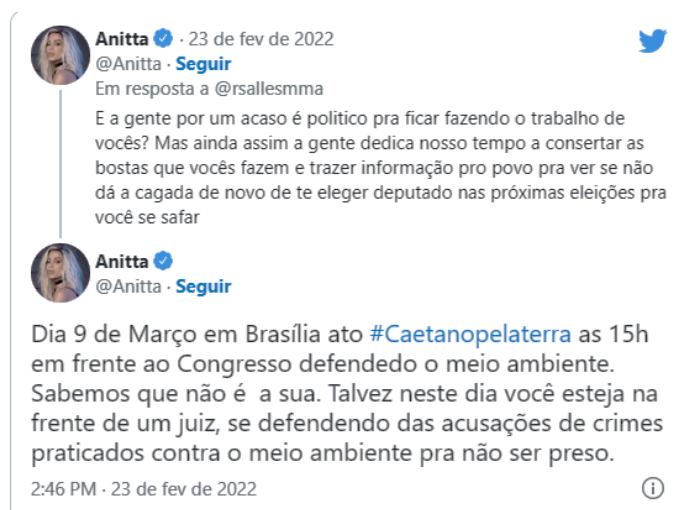 Anitta · 23 de fev de 2022
@Anitta · Seguir
Em resposta a @rsallesmma
E a gente por um acaso é politico pra ficar fazendo o trabalho de
vocês? Mas ainda assim a gente dedica nosso tempo a consertar as
bostas que vocês fazem e trazer informação pro povo pra ver se não
dá a cagada de novo de te eleger deputado nas próximas eleições pra
você se safar
Anitta
@Anitta · Seguir
Dia 9 de Março em Brasília ato #Caetanopelaterra as 15h
em frente ao Congresso defendedo o meio ambiente.
Sabemos que não é a sua. Talvez neste dia você esteja na
frente de um juiz, se defendendo das acusações de crimes
praticados contra o meio ambiente pra não ser preso.
2:46 PM · 23 de fev de 2022